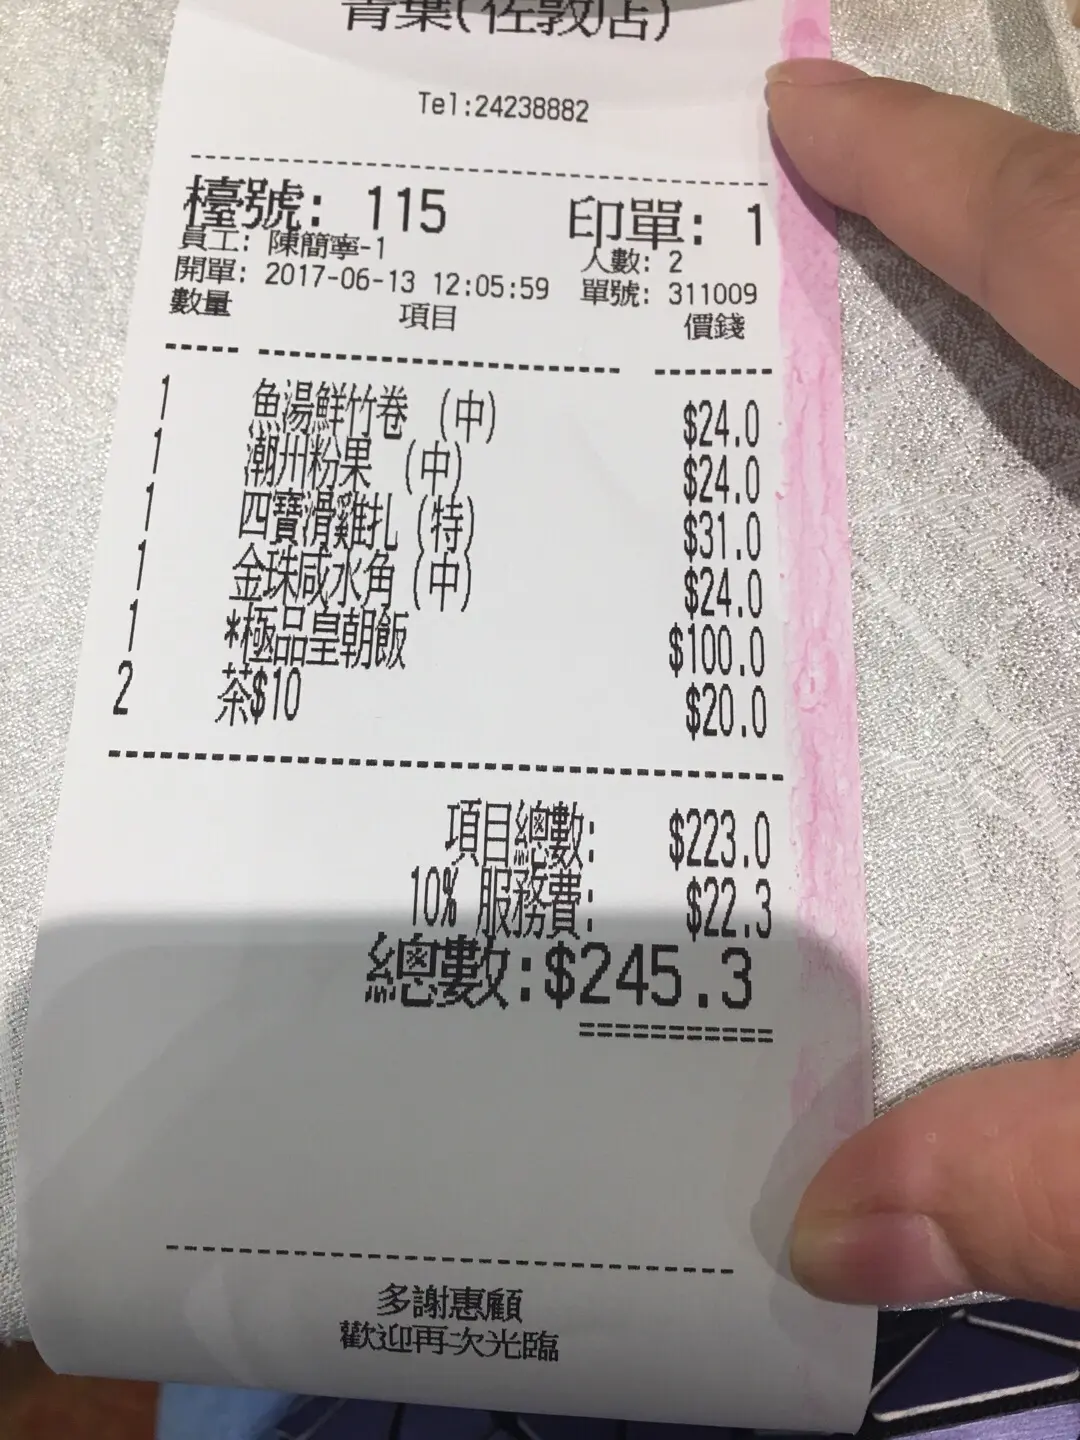 青葉(佐敦店)
Tel:24238882
檯號: 115 印單: 1
員工: 陳簡寧-1 人數: 2
開單: 2017-06-13 12:05:59 單號: 311009
數量 項目 價錢
1 魚湯鮮竹卷 (中) $24.0
1 潮州粉果 (中) $24.0
1 四寶滑雞扎 (特) $31.0
1 金珠咸水角 (中) $24.0
1 *極品皇朝飯 $100.0
2 茶$10 $20.0
項目總數: $223.0
10% 服務費: $22.3
總數:$245.3
多謝惠顧
歡迎再次光臨